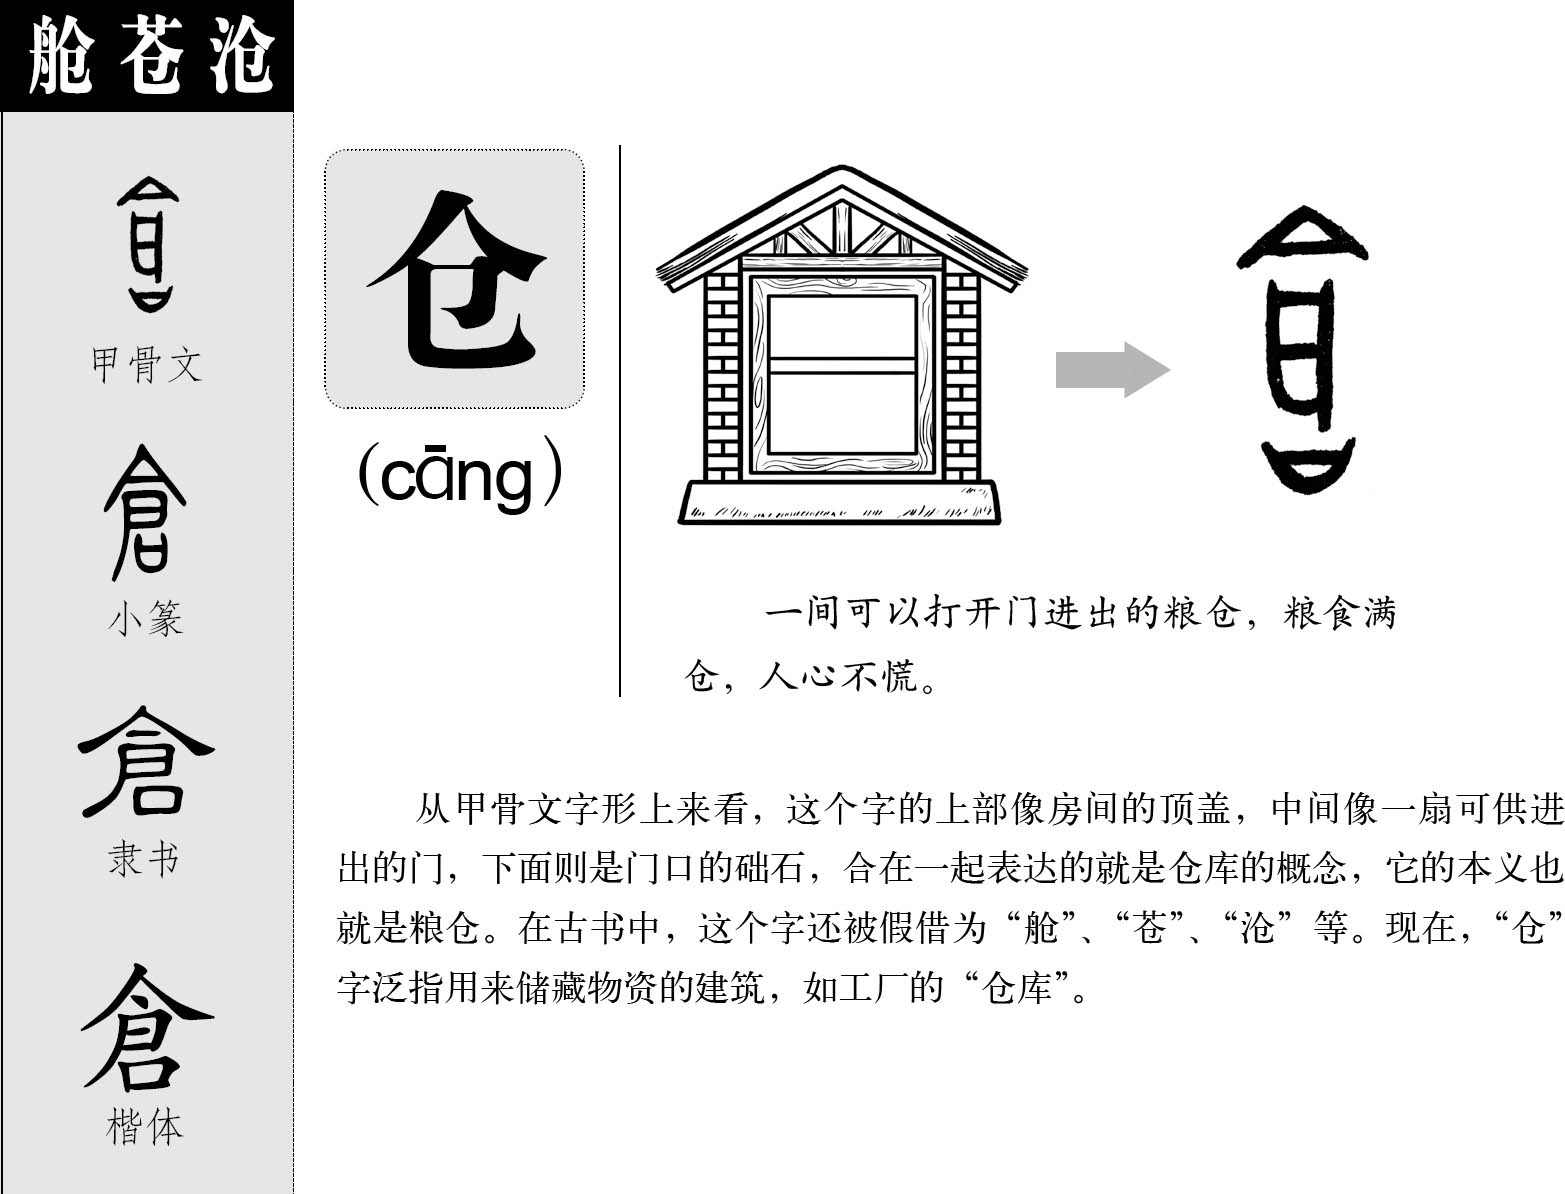 舱苍沧
甲骨文
倉
小篆
倉
隶书
倉
楷体
仓
(cāng)
一间可以打开门进出的粮仓，粮食满
仓，人心不慌。
从甲骨文字形上来看，这个字的上部像房间的顶盖，中间像一扇可供进
出的门，下面则是门口的础石，合在一起表达的就是仓库的概念，它的本义也
就是粮仓。在古书中，这个字还被假借为“舱”、“苍”、“沧”等。现在，“仓”
字泛指用来储藏物资的建筑，如工厂的“仓库”。